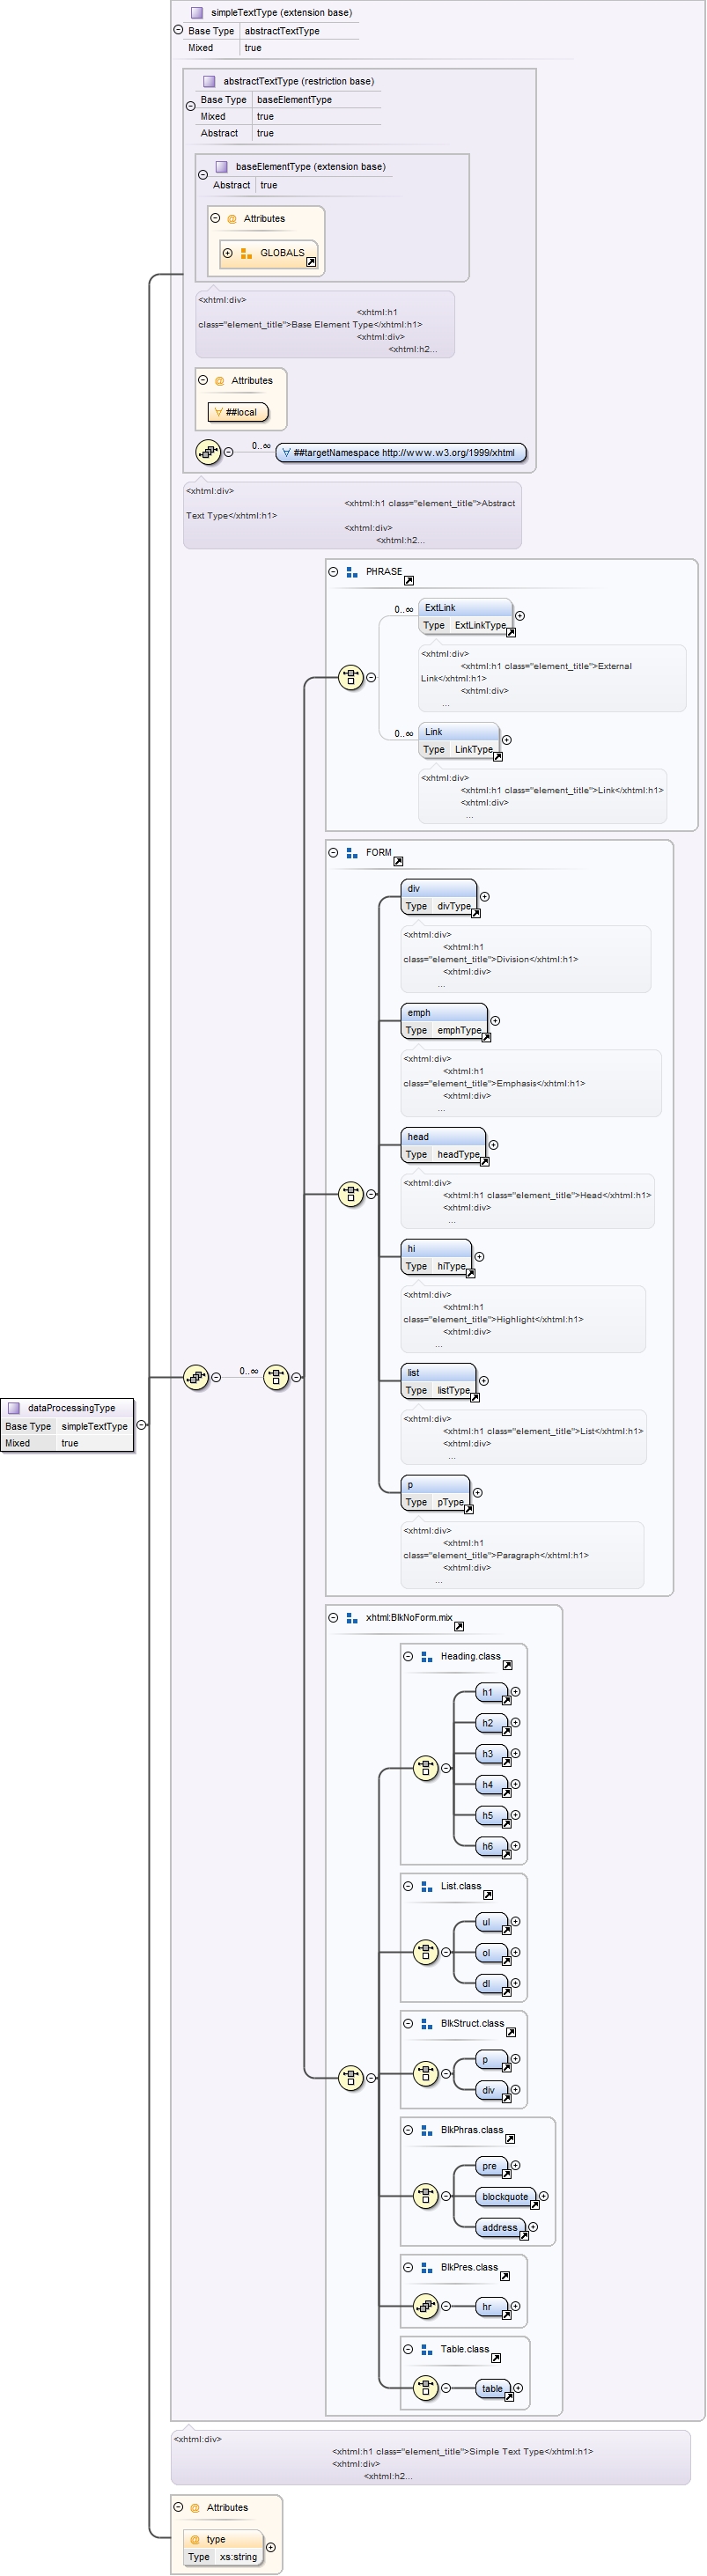 simpleTextType (extension base)
Base Type abstractTextType
Mixed true
abstractTextType (restriction base)
Base Type baseElementType
Mixed true
Abstract true
baseElementType (extension base)
Abstract true
@ Attributes
GLOBALS
<xhtml:div>
<xhtml:h1
class="element_title">Base Element Type</xhtml:h1>
<xhtml:div>
<xhtml:h2...
@ Attributes
∀ ##local
0..∞ ∀ ##targetNamespace http://www.w3.org/1999/xhtml
<xhtml:div>
<xhtml:h1 class="element_title">Abstract
Text Type</xhtml:h1>
<xhtml:div>
<xhtml:h2...
PHRASE
0..∞ ExtLink
Type ExtLinkType
<xhtml:div>
<xhtml:h1 class="element_title">External
Link</xhtml:h1>
<xhtml:div>
...
0..∞ Link
Type LinkType
<xhtml:div>
<xhtml:h1 class="element_title">Link</xhtml:h1>
<xhtml:div>
...
FORM
div
Type divType
<xhtml:div>
<xhtml:h1
class="element_title">Division</xhtml:h1>
<xhtml:div>
...
emph
Type emphType
<xhtml:div>
<xhtml:h1
class="element_title">Emphasis</xhtml:h1>
<xhtml:div>
...
head
Type headType
<xhtml:div>
<xhtml:h1 class="element_title">Head</xhtml:h1>
<xhtml:div>
...
hi
Type hiType
<xhtml:div>
<xhtml:h1
class="element_title">Highlight</xhtml:h1>
<xhtml:div>
...
0..∞
list
Type listType
<xhtml:div>
<xhtml:h1 class="element_title">List</xhtml:h1>
<xhtml:div>
...
dataProcessingType
Base Type simpleTextType
Mixed true
p
Type pType
<xhtml:div>
<xhtml:h1
class="element_title">Paragraph</xhtml:h1>
<xhtml:div>
...
xhtml:BlkNoForm.mix
Heading.class
h1
h2
h3
h4
h5
h6
List.class
ul
ol
dl
BlkStruct.class
p
div
BlkPhras.class
pre
blockquote
address
BlkPres.class
hr
Table.class
table
<xhtml:div>
<xhtml:h1 class="element_title">Simple Text Type</xhtml:h1>
<xhtml:div>
<xhtml:h2...
@ Attributes
@ type
Type xs:string